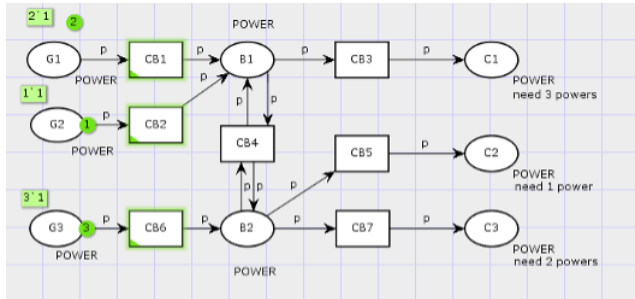 2`1
2
POWER
G1
p
CB1
p
B1
p
CB3
p
C1
POWER
p
POWER
need 3 powers
1`1
G2
1
p
CB2
p
p
POWER
CB4
p
CB5
p
C2
p
p
p
POWER
need 1 power
3`1
G3
3
p
CB6
p
B2
p
CB7
p
C3
POWER
POWER
need 2 powers
POWER